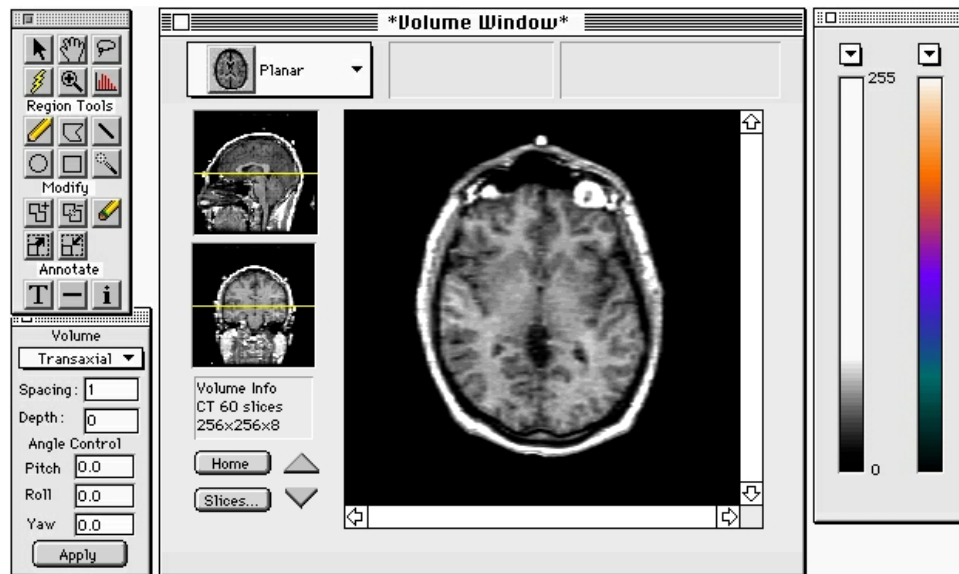 *Volume Window*
Planar
Region Tools
Modify
Annotate
T
i
Volume
Transaxial
Spacing: 1
Depth: 0
Angle Control
Pitch 0.0
Roll 0.0
Yaw 0.0
Apply
Volume Info
CT 60 slices
256x256x8
Home
Slices...
255
0